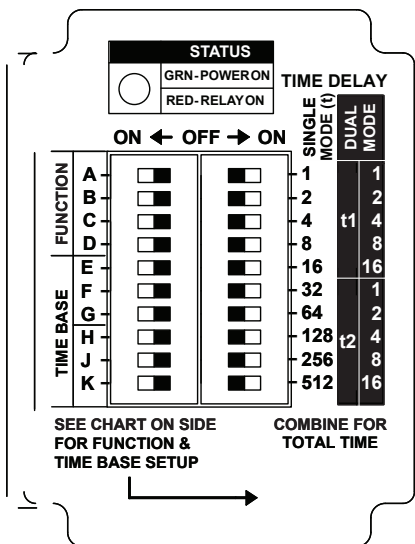 STATUS
GRN-POWER ON
RED-RELAY ON
TIME DELAY
SINGLE
MODE (t)
DUAL
MODE
ON ← OFF → ON
FUNCTION
TIME BASE
A 1 1
B 2 2
C 4 t1 4
D 8 8
E 16 16
F 32 1
G 64 2
H 128 t2 4
J 256 8
K 512 16
SEE CHART ON SIDE
FOR FUNCTION &
TIME BASE SETUP
COMBINE FOR
TOTAL TIME